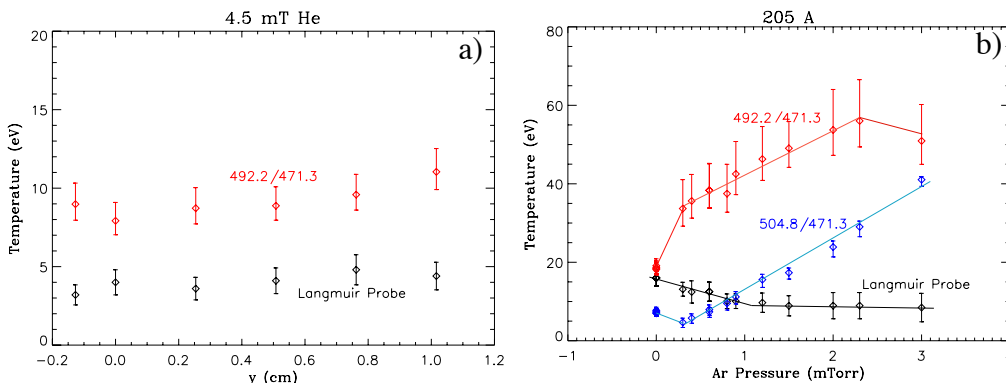 4.5 mT He
a)
20
15
10
5
0
Temperature (eV)
492.2/471.3
Langmuir Probe
−0.2 0.0 0.2 0.4 0.6 0.8 1.0 1.2
y (cm)
205 A
b)
80
60
40
20
0
Temperature (eV)
492.2/471.3
504.8/471.3
Langmuir Probe
−1 0 1 2 3 4
Ar Pressure (mTorr)